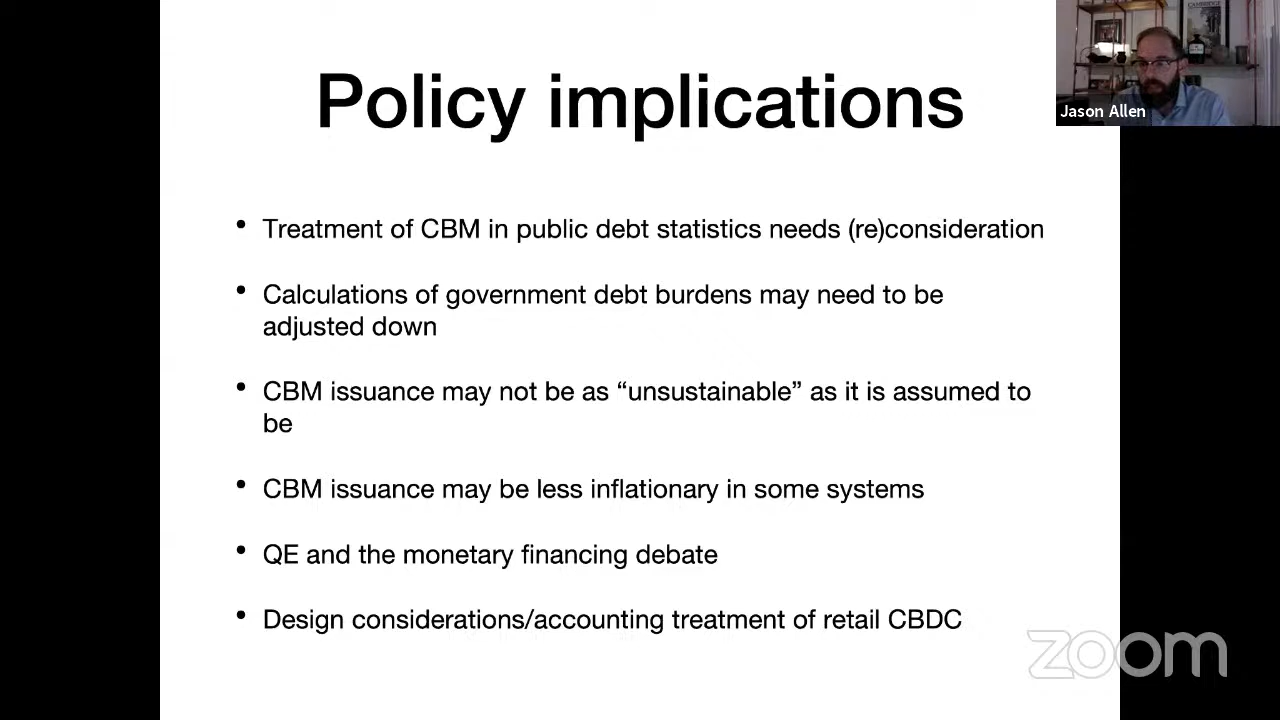 Policy implications
• Treatment of CBM in public debt statistics needs (re)consideration
• Calculations of government debt burdens may need to be
adjusted down
• CBM issuance may not be as “unsustainable” as it is assumed to
be
• CBM issuance may be less inflationary in some systems
• QE and the monetary financing debate
• Design considerations/accounting treatment of retail CBDC
CAMBRIDGE
Jason Allen
zoom